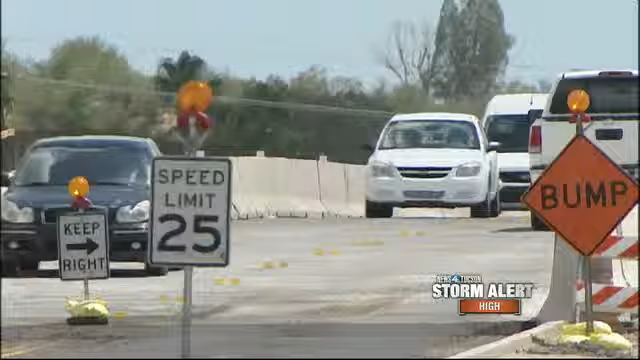 SPEED
LIMIT
25
KEEP
RIGHT
BUMP
NEWS 4 TUCSON
STORM ALERT
HIGH